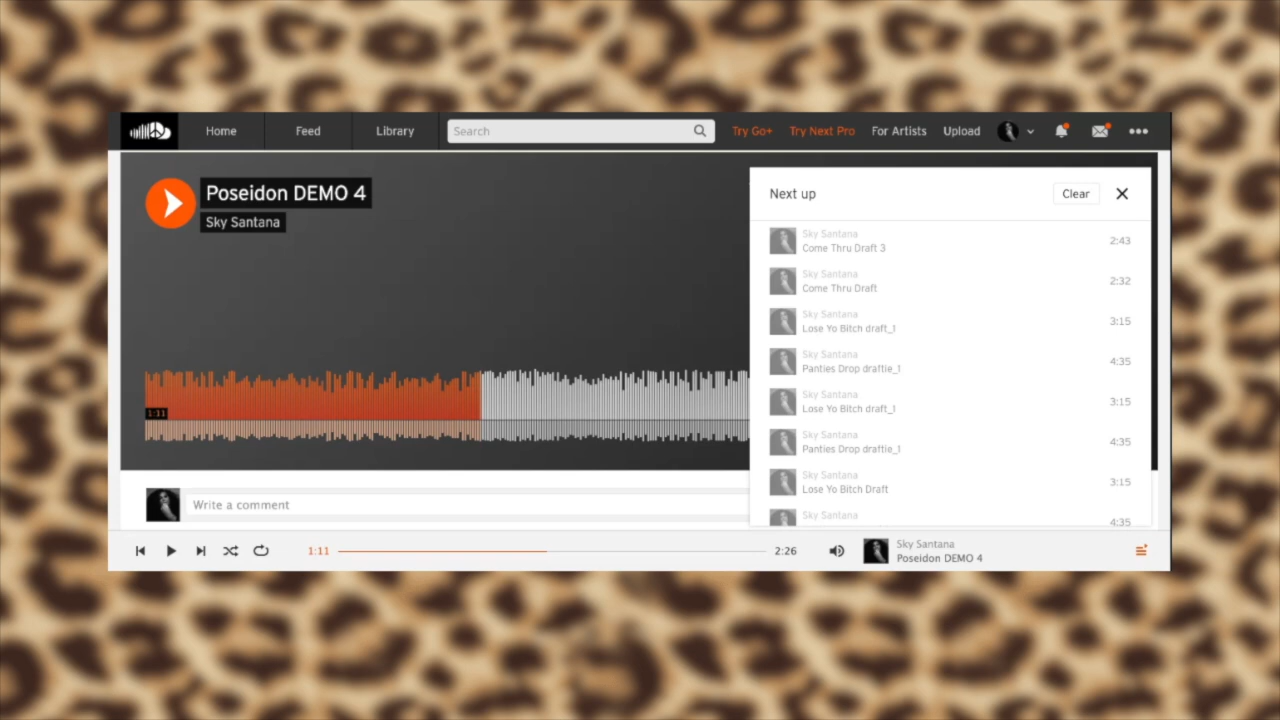 Home Feed Library Search Try Go+ Try Next Pro For Artists Upload
Poseidon DEMO 4
Sky Santana
1:11
Write a comment
Next up Clear
Sky Santana
Come Thru Draft 3 2:43
Sky Santana
Come Thru Draft 2:32
Sky Santana
Lose Yo Bitch draft_1 3:15
Sky Santana
Panties Drop draftie_1 4:35
Sky Santana
Lose Yo Bitch draft_1 3:15
Sky Santana
Panties Drop draftie_1 4:35
Sky Santana
Lose Yo Bitch Draft 3:15
Sky Santana
4:35
1:11 2:26
Sky Santana
Poseidon DEMO 4